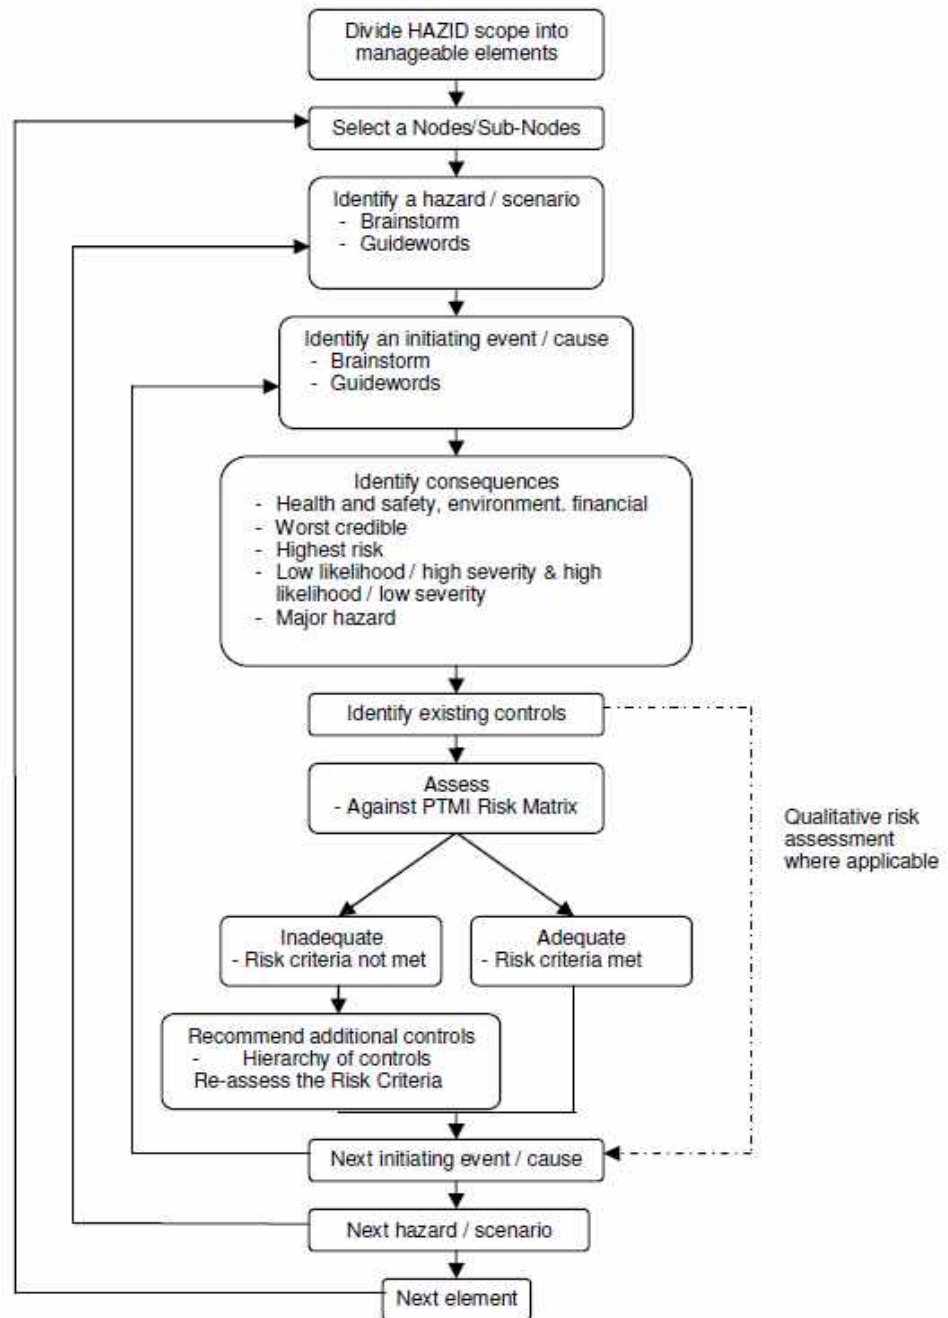 Divide HAZID scope into
manageable elements
Select a Nodes/Sub-Nodes
Identify a hazard / scenario
- Brainstorm
- Guidewords
Identify an initiating event / cause
- Brainstorm
- Guidewords
Identify consequences
- Health and safety, environment. financial
- Worst credible
- Highest risk
- Low likelihood / high severity & high
likelihood / low severity
- Major hazard
Identify existing controls
Assess
- Against PTMI Risk Matrix
Qualitative risk
assessment
where applicable
Inadequate
- Risk criteria not met
Adequate
- Risk criteria met
Recommend additional controls
- Hierarchy of controls
Re-assess the Risk Criteria
Next initiating event / cause
Next hazard / scenario
Next element